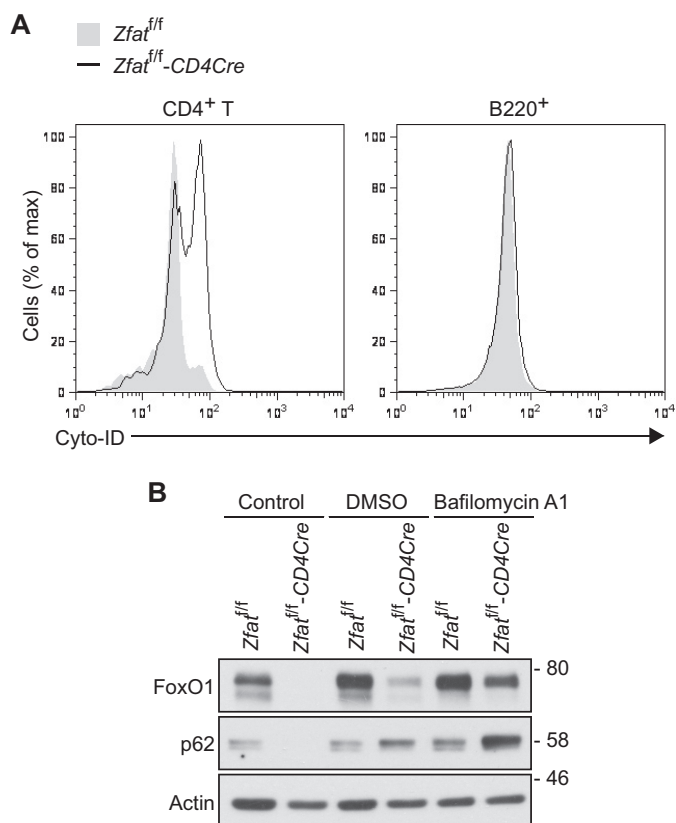 A
Zfat^f/f
Zfat^f/f-CD4Cre
CD4+ T
B220+
Cells (% of max)
100
80
60
40
20
0
10^0 10^1 10^2 10^3 10^4
100
80
60
40
20
0
10^0 10^1 10^2 10^3 10^4
Cyto-ID
B
Control DMSO Bafilomycin A1
Zfat^f/f
Zfat^f/f-CD4Cre
Zfat^f/f
Zfat^f/f-CD4Cre
Zfat^f/f
Zfat^f/f-CD4Cre
FoxO1
- 80
p62
- 58
- 46
Actin